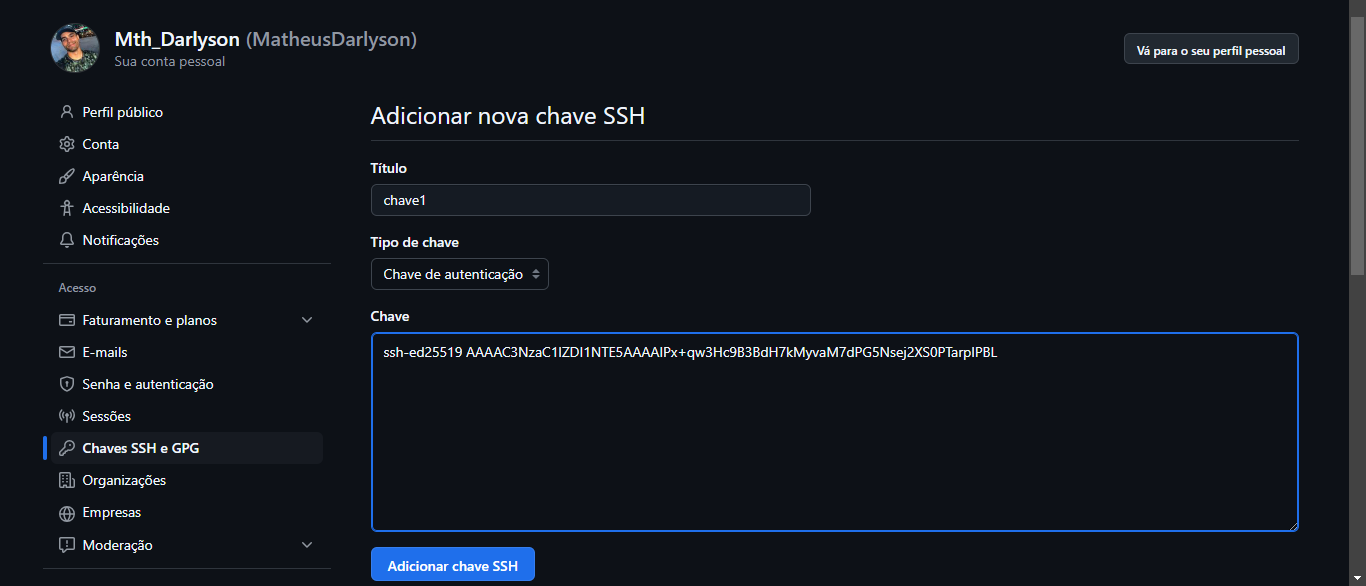 Mth_Darlyson (MatheusDarlyson)
Sua conta pessoal
Vá para o seu perfil pessoal
Perfil público
Conta
Aparência
Acessibilidade
Notificações
Acesso
Faturamento e planos
E-mails
Senha e autenticação
Sessões
Chaves SSH e GPG
Organizações
Empresas
Moderação
Adicionar nova chave SSH
Título
chave1
Tipo de chave
Chave de autenticação
Chave
ssh-ed25519 AAAAC3NzaC1lZDI1NTE5AAAAIPx+qw3Hc9B3BdH7kMyvaM7dPG5Nsej2XS0PTarpIPBL
Adicionar chave SSH